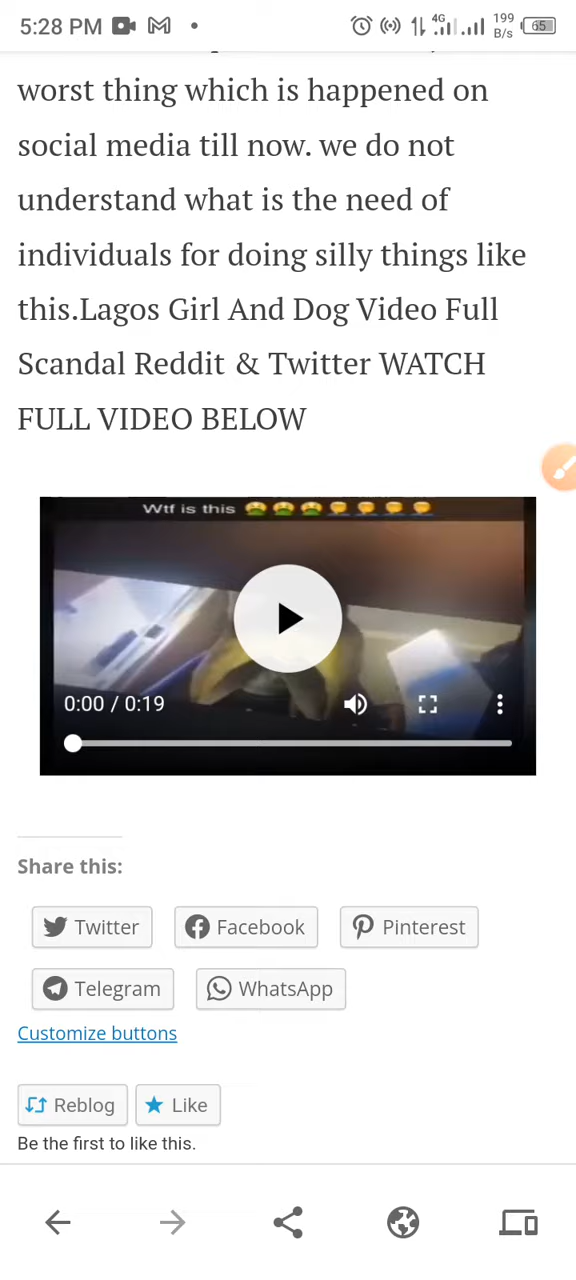 5:28 PM
4G
199
B/s
65
worst thing which is happened on
social media till now. we do not
understand what is the need of
individuals for doing silly things like
this.Lagos Girl And Dog Video Full
Scandal Reddit & Twitter WATCH
FULL VIDEO BELOW
Wtf is this 
0:00 / 0:19
Share this:
Twitter
Facebook
Pinterest
Telegram
WhatsApp
Customize buttons
Reblog
Like
Be the first to like this.